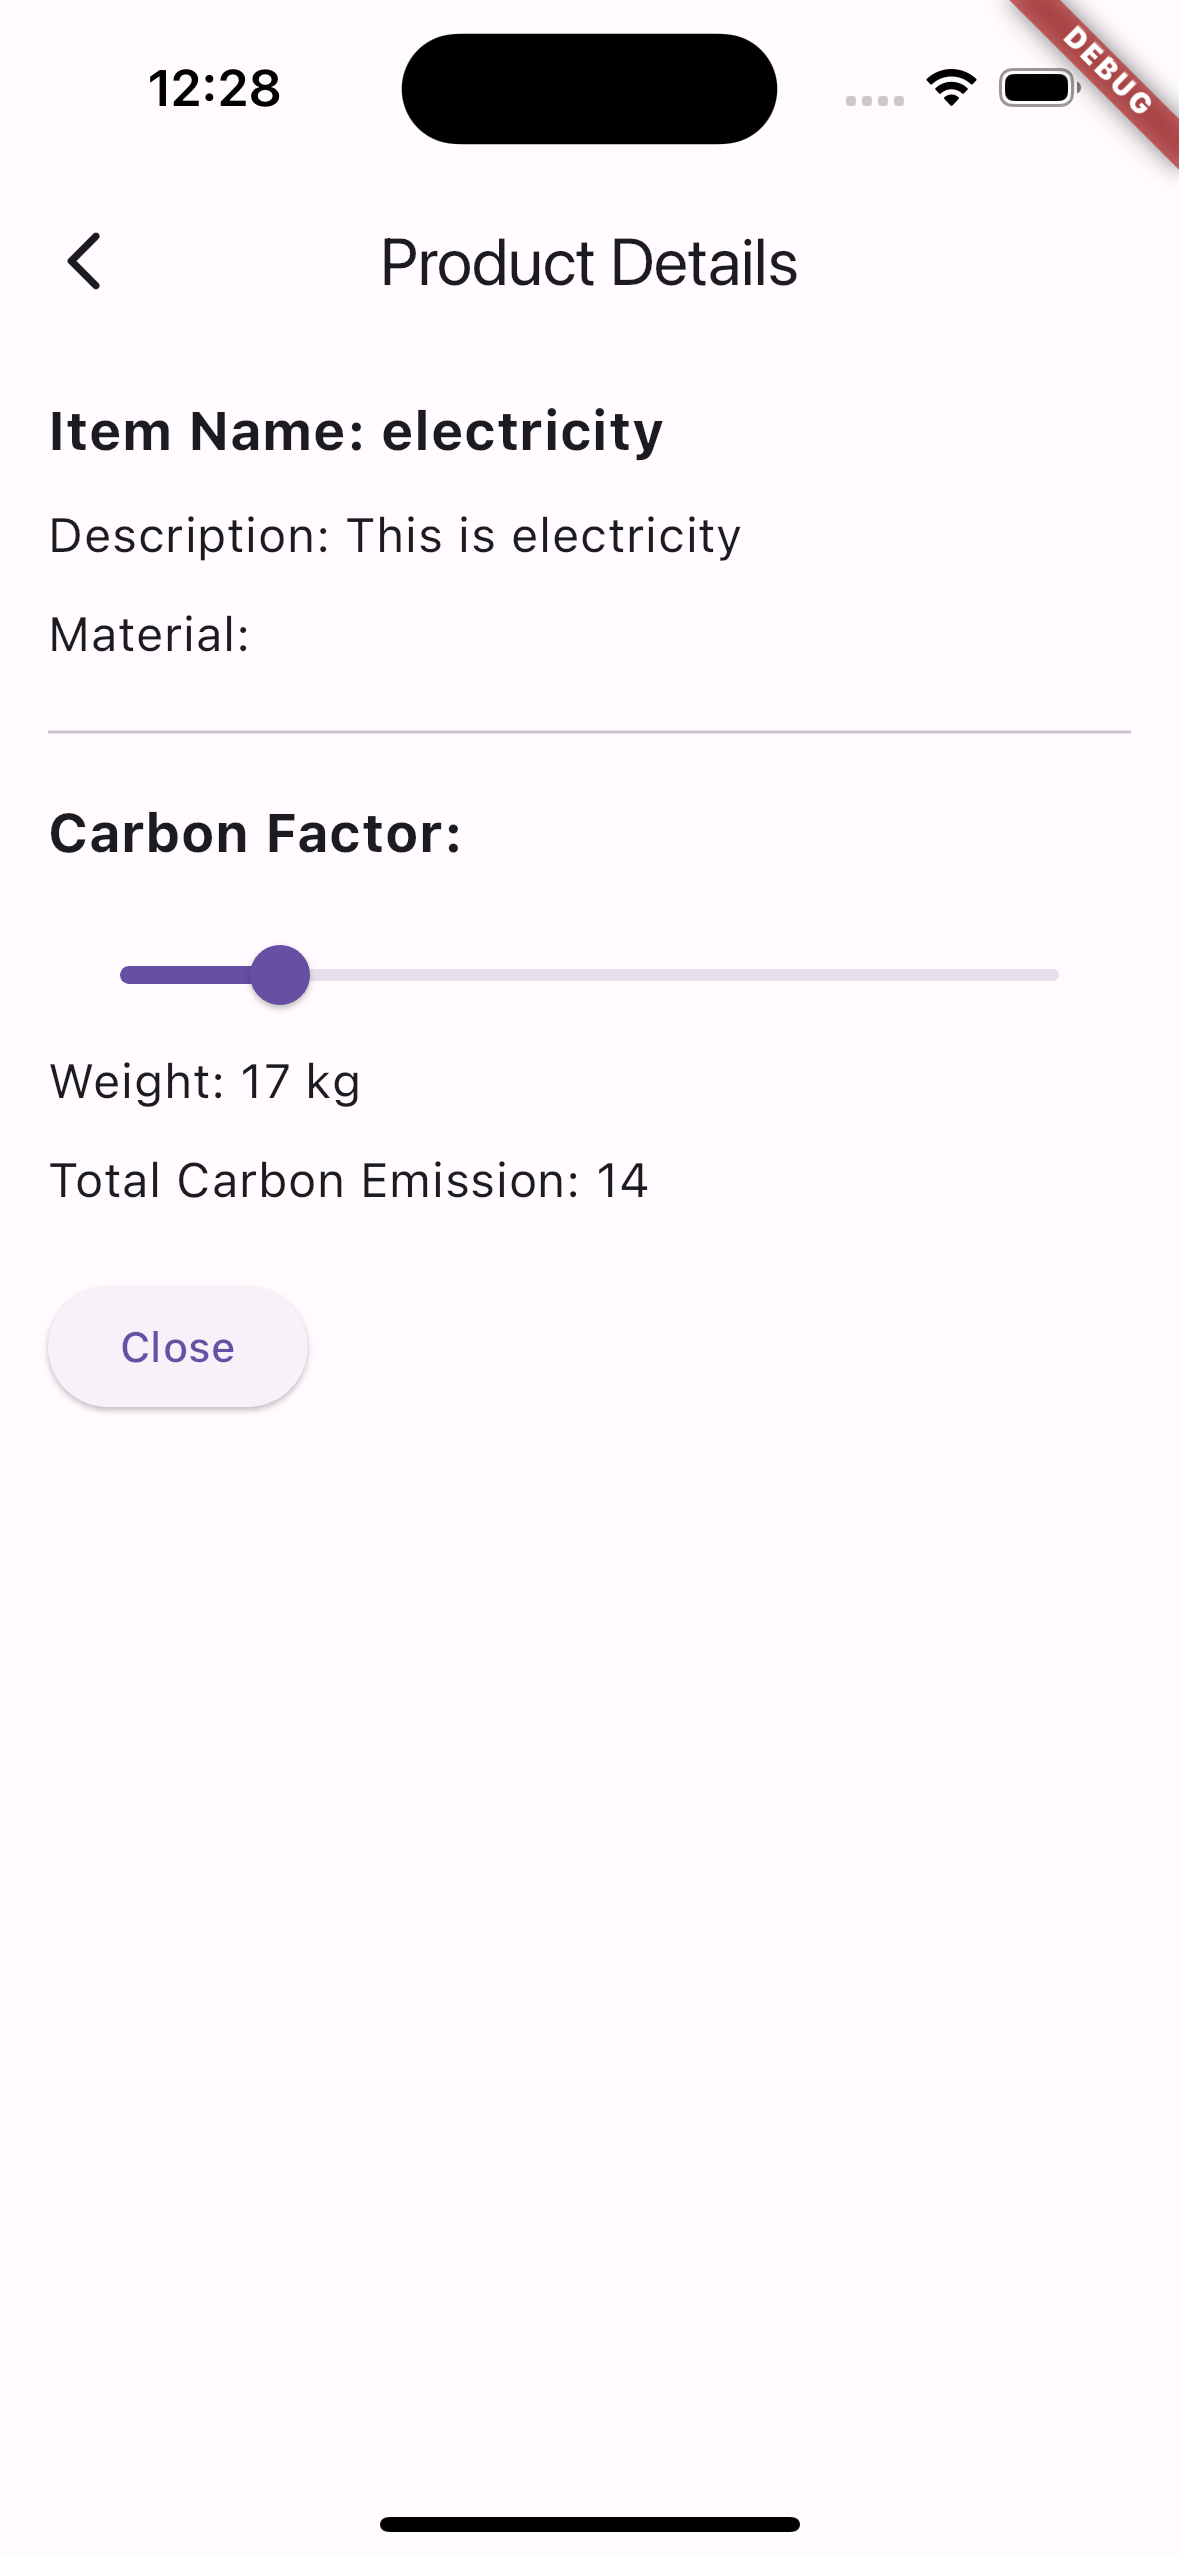 12:28
DEBUG
Product Details
Item Name: electricity
Description: This is electricity
Material:
Carbon Factor:
Weight: 17 kg
Total Carbon Emission: 14
Close